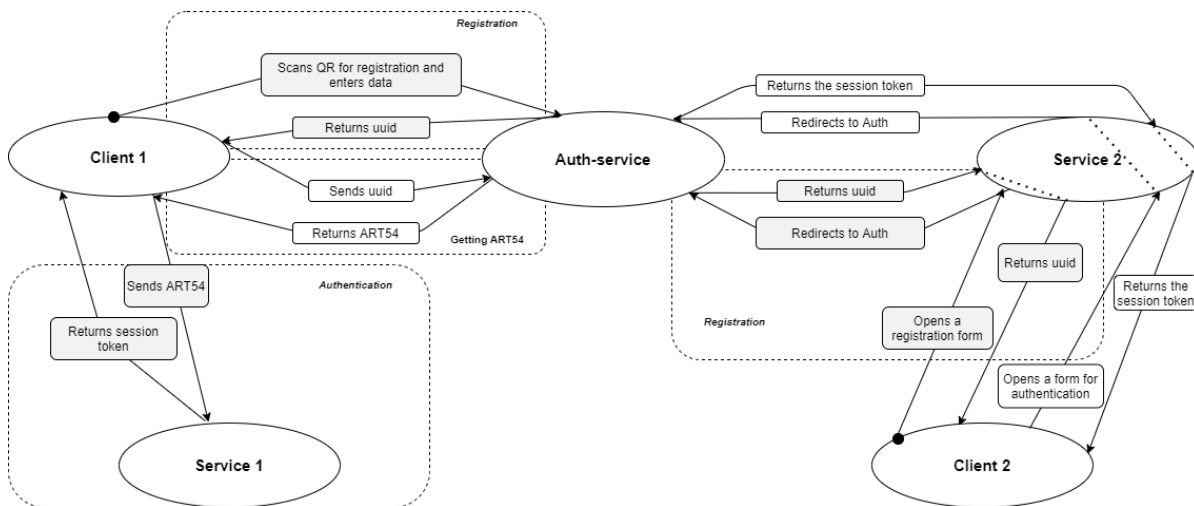 Registration
Scans QR for registration and
enters data
Returns the session token
Returns uuid
Redirects to Auth
Client 1
Auth-service
Service 2
Sends uuid
Returns uuid
Returns ART54
Redirects to Auth
Getting ART54
Returns uuid
Sends ART54
Authentication
Returns the
session token
Returns session
token
Registration
Opens a
registration form
Opens a form for
authentication
Service 1
Client 2